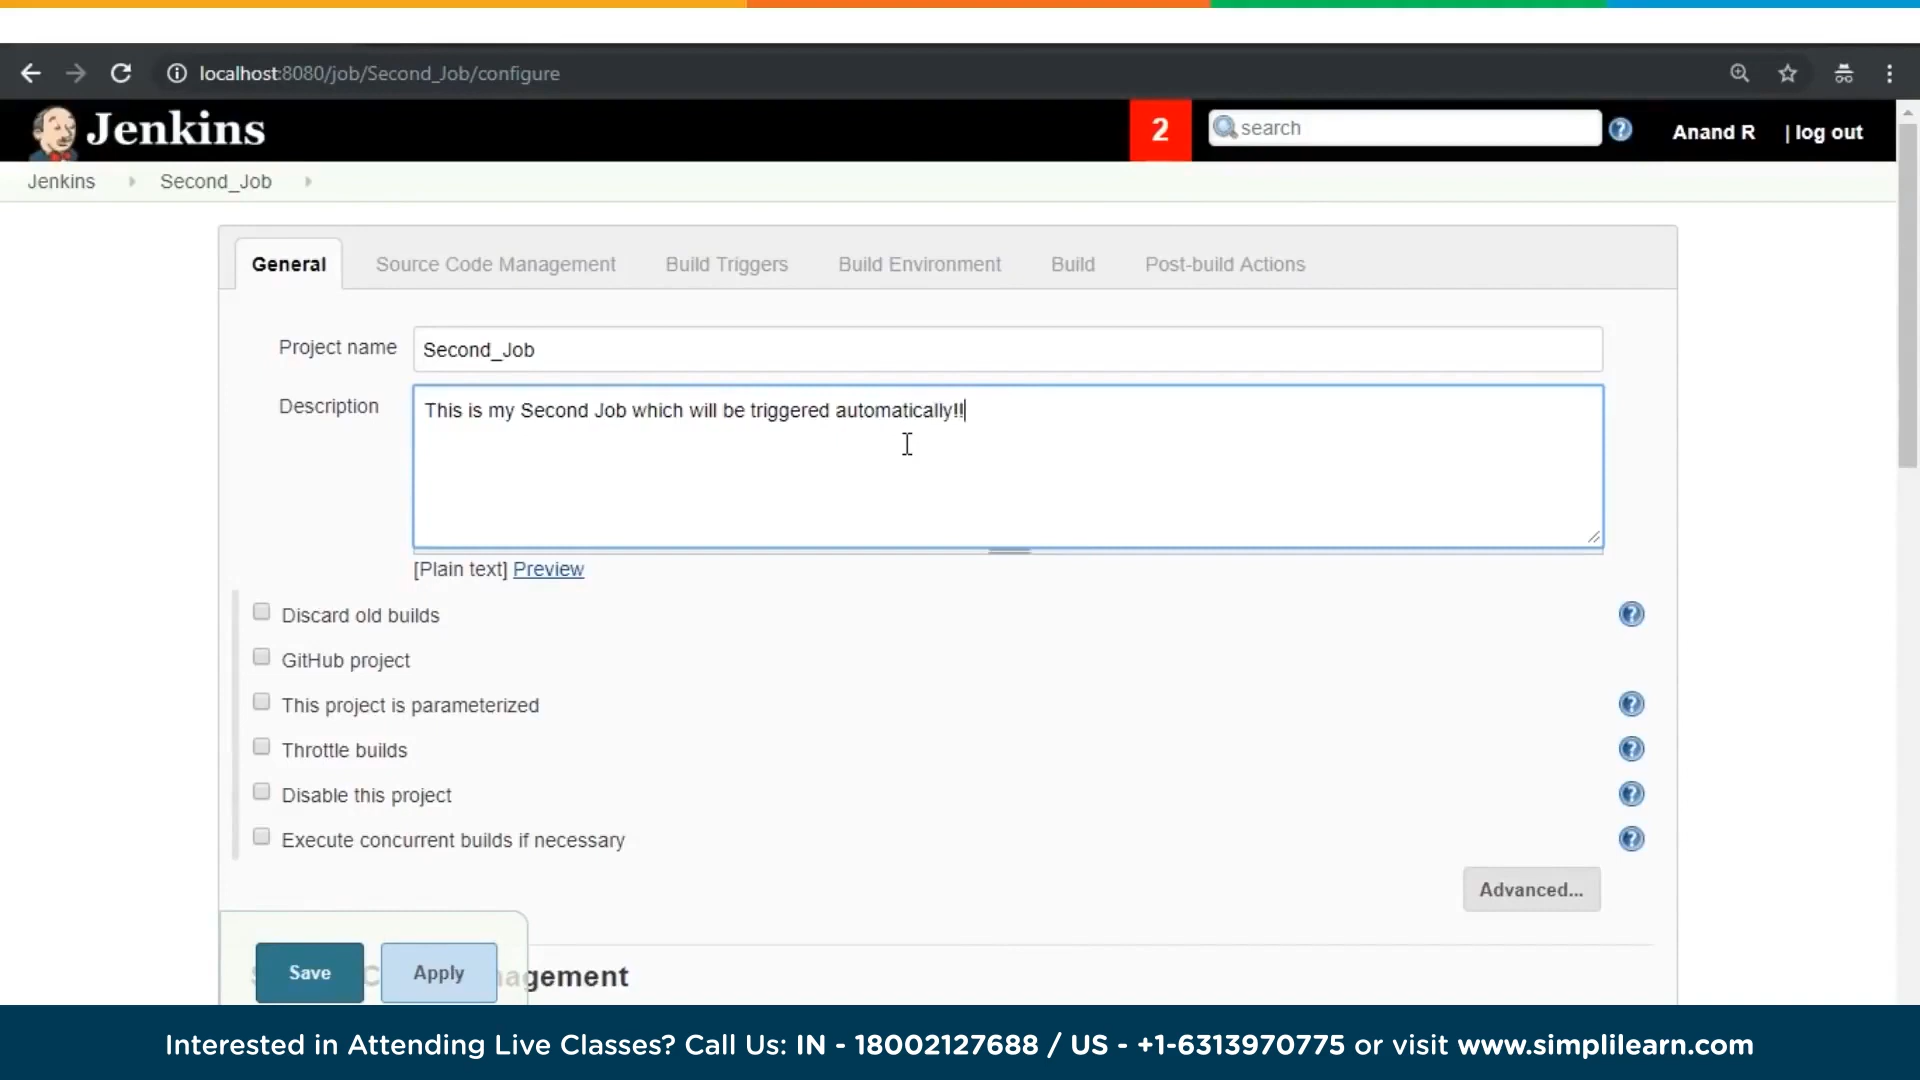 localhost:8080/job/Second_Job/configure
Jenkins
2
search
Anand R
| log out
Jenkins
Second_Job
General
Source Code Management
Build Triggers
Build Environment
Build
Post-build Actions
Project name
Second_Job
Description
This is my Second Job which will be triggered automatically!!
[Plain text] Preview
Discard old builds
GitHub project
This project is parameterized
Throttle builds
Disable this project
Execute concurrent builds if necessary
Advanced...
Save
Apply
agement
Interested in Attending Live Classes? Call Us: IN - 18002127688 / US - +1-6313970775 or visit www.simplilearn.com